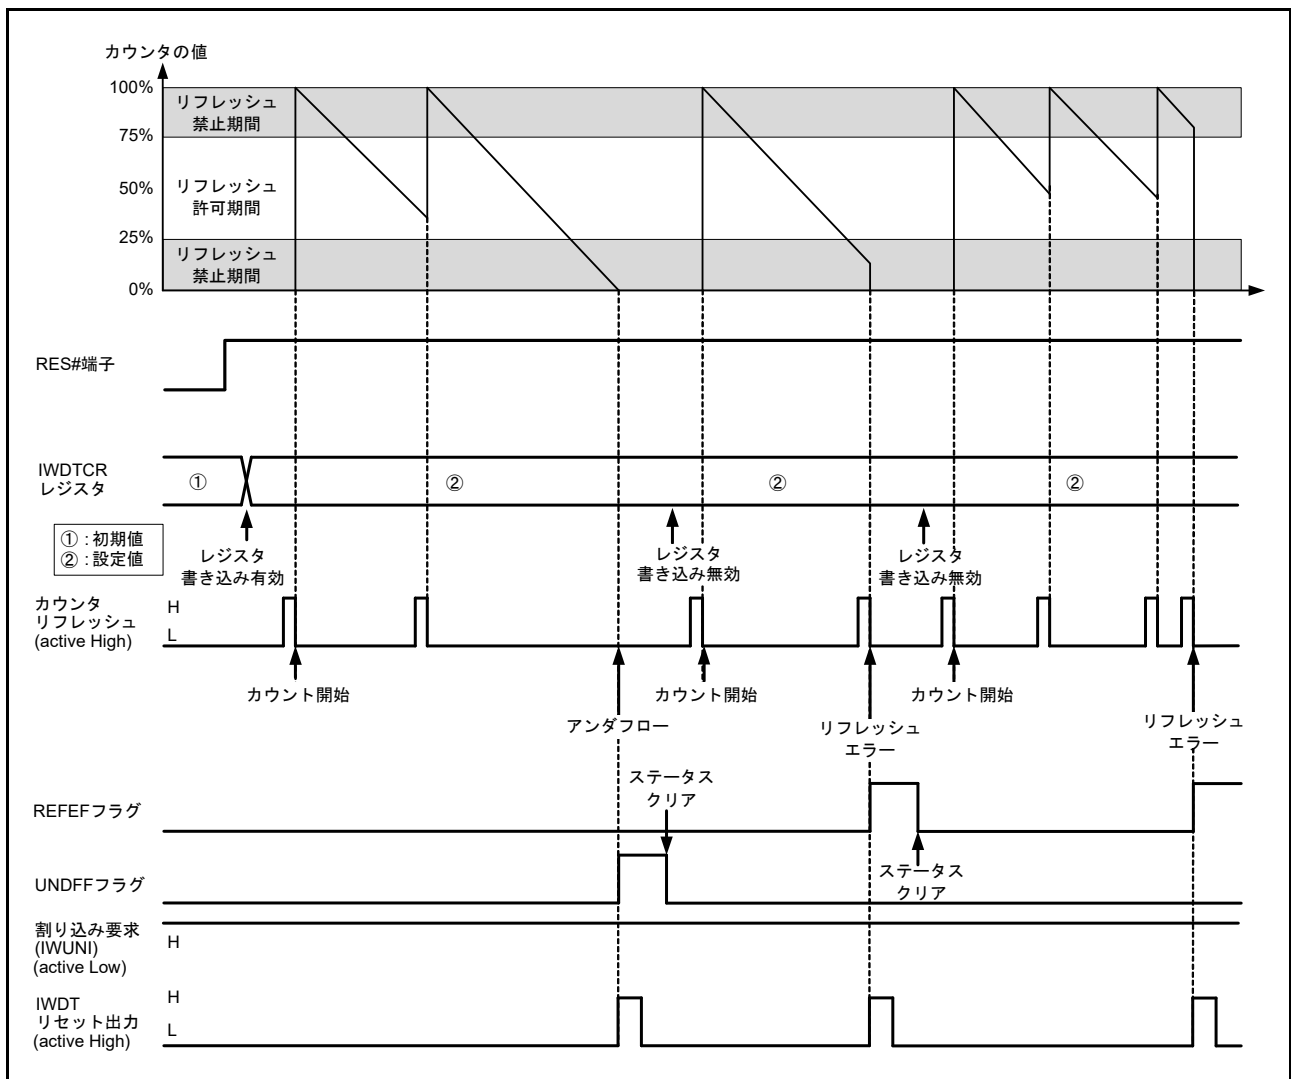 カウンタの値
100%
リフレッシュ
禁止期間
75%
50%
リフレッシュ
許可期間
25%
リフレッシュ
禁止期間
0%
RES#端子
IWDTCR
レジスタ
①
②
②
②
① : 初期値
② : 設定値
レジスタ
書き込み有効
レジスタ
書き込み無効
レジスタ
書き込み無効
カウンタ
リフレッシュ
(active High)
H
L
カウント開始
カウント開始
カウント開始
アンダフロー
リフレッシュ
エラー
リフレッシュ
エラー
ステータス
クリア
REFEFフラグ
ステータス
クリア
UNDFFフラグ
割り込み要求
(IWUNI)
(active Low)
H
IWDT
リセット出力
(active High)
H
L